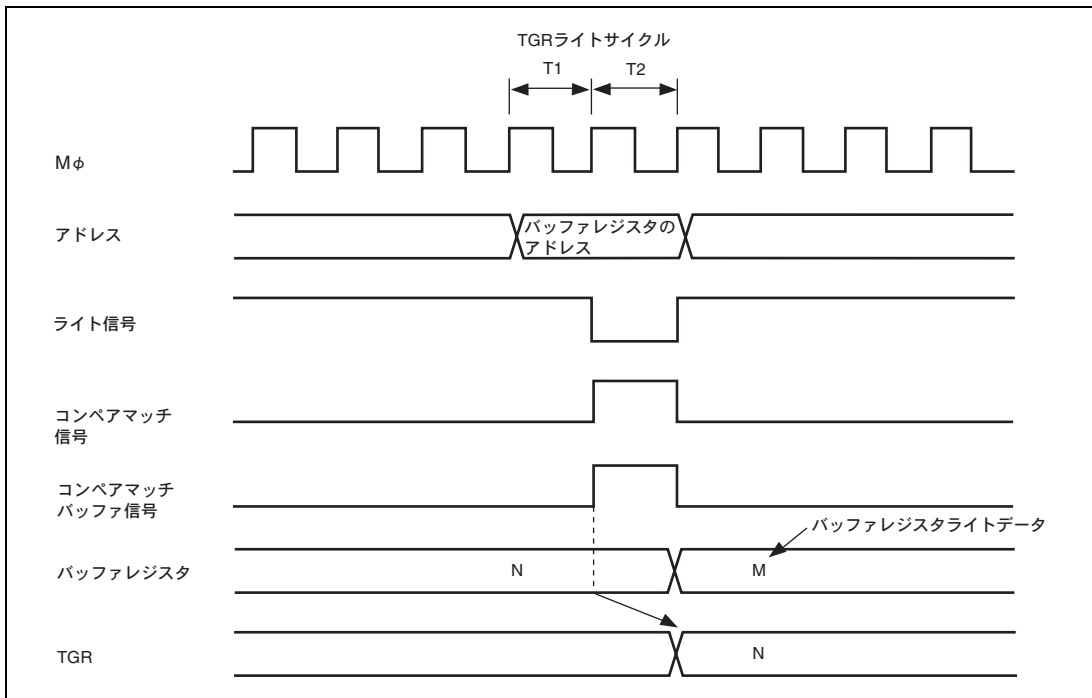 TGRライトサイクル
T1
T2
Mφ
アドレス
バッファレジスタの
アドレス
ライト信号
コンペアマッチ
信号
コンペアマッチ
バッファ信号
バッファレジスタライトデータ
バッファレジスタ
N
M
TGR
N